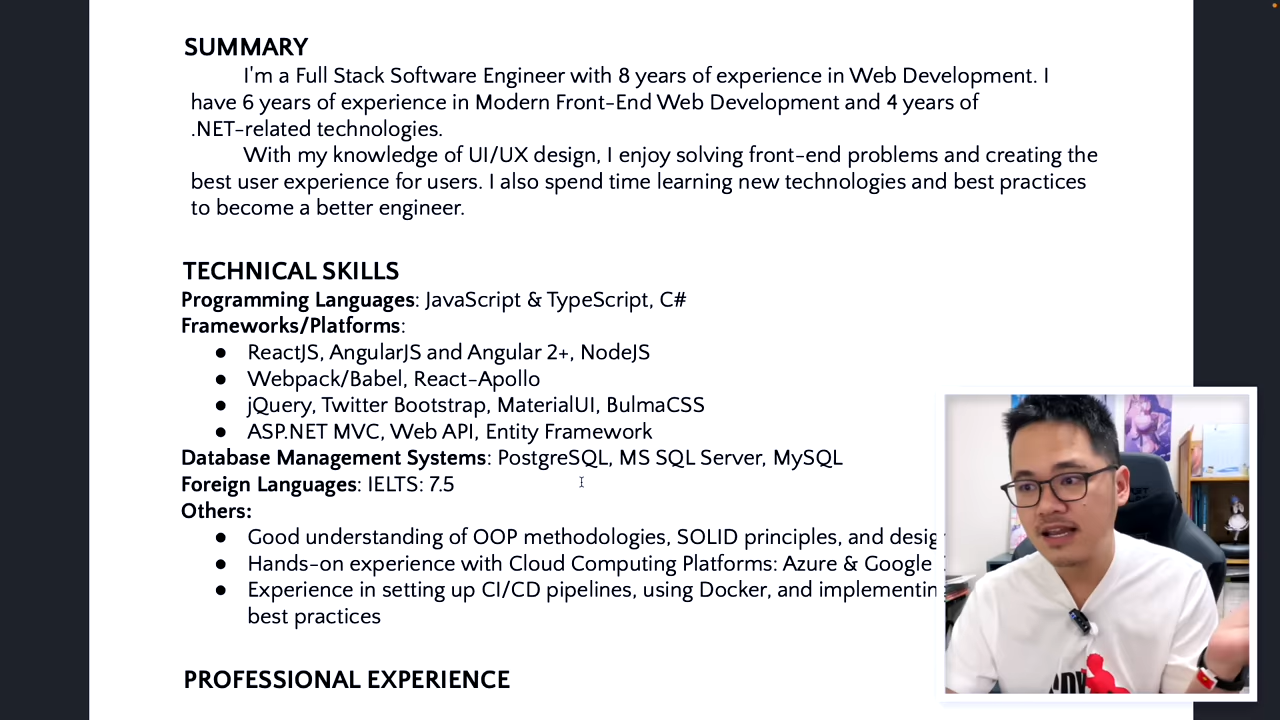 SUMMARY
I'm a Full Stack Software Engineer with 8 years of experience in Web Development. I
have 6 years of experience in Modern Front-End Web Development and 4 years of
.NET-related technologies.
With my knowledge of UI/UX design, I enjoy solving front-end problems and creating the
best user experience for users. I also spend time learning new technologies and best practices
to become a better engineer.
TECHNICAL SKILLS
Programming Languages: JavaScript & TypeScript, C#
Frameworks/Platforms:
● ReactJS, AngularJS and Angular 2+, NodeJS
● Webpack/Babel, React-Apollo
● jQuery, Twitter Bootstrap, MaterialUI, BulmaCSS
● ASP.NET MVC, Web API, Entity Framework
Database Management Systems: PostgreSQL, MS SQL Server, MySQL
Foreign Languages: IELTS: 7.5
Others:
● Good understanding of OOP methodologies, SOLID principles, and
● Hands-on experience with Cloud Computing Platforms: Azure & Google
● Experience in setting up CI/CD pipelines, using Docker, and
best practices
PROFESSIONAL EXPERIENCE